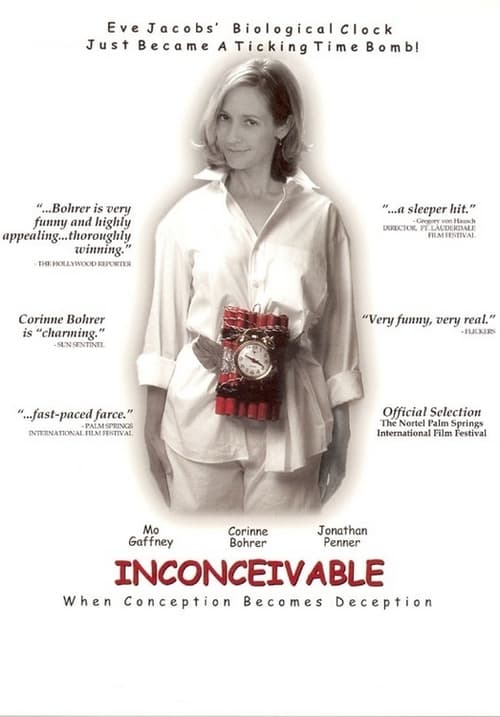 Eve Jacobs' Biological Clock
Just Became A Ticking Time Bomb!
"...Bohrer is very
funny and highly
appealing...thoroughly
winning."
- THE HOLLYWOOD REPORTER
"...a sleeper hit."
- Gregory von Hausch
DIRECTOR, FT. LAUDERDALE
FILM FESTIVAL
Corinne Bohrer
is "charming."
- SUN SENTINEL
"Very funny, very real."
- FLICKERS
"...fast-paced farce."
- PALM SPRINGS
INTERNATIONAL FILM FESTIVAL
Official Selection
The Nortel Palm Springs
International Film Festival
Mo
Gaffney
Corinne
Bohrer
Jonathan
Penner
INCONCEIVABLE
When Conception Becomes Deception